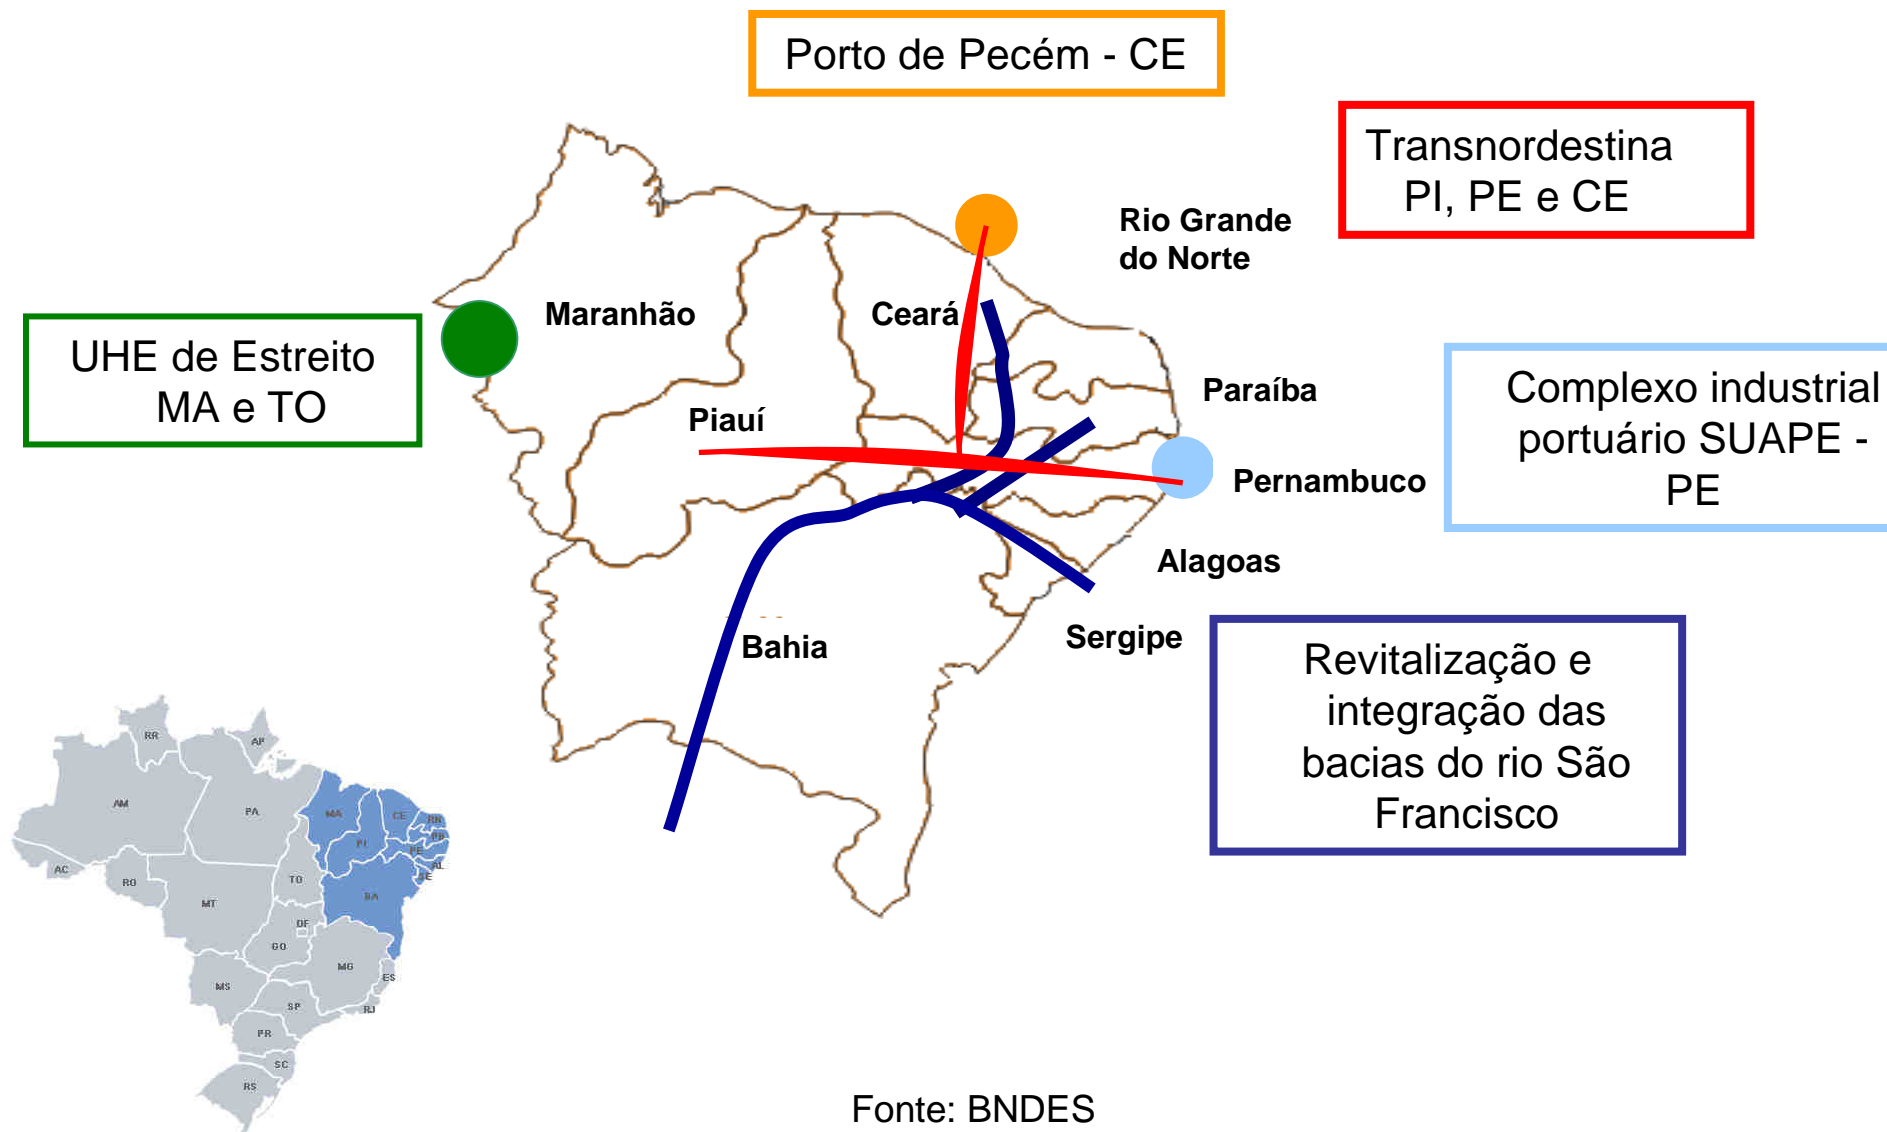 Porto de Pecém - CE
Transnordestina
PI, PE e CE
Rio Grande
do Norte
Maranhão
Ceará
UHE de Estreito
MA e TO
Paraíba
Piauí
Complexo industrial
portuário SUAPE -
PE
Pernambuco
Alagoas
Sergipe
Bahia
Revitalização e
integração das
bacias do rio São
Francisco
RR
AP
AM
PA
MA
CE
RN
PB
PI
PE
AL
SE
AC
RO
TO
BA
MT
DF
GO
MG
ES
MS
SP
RJ
PR
SC
RS
Fonte: BNDES